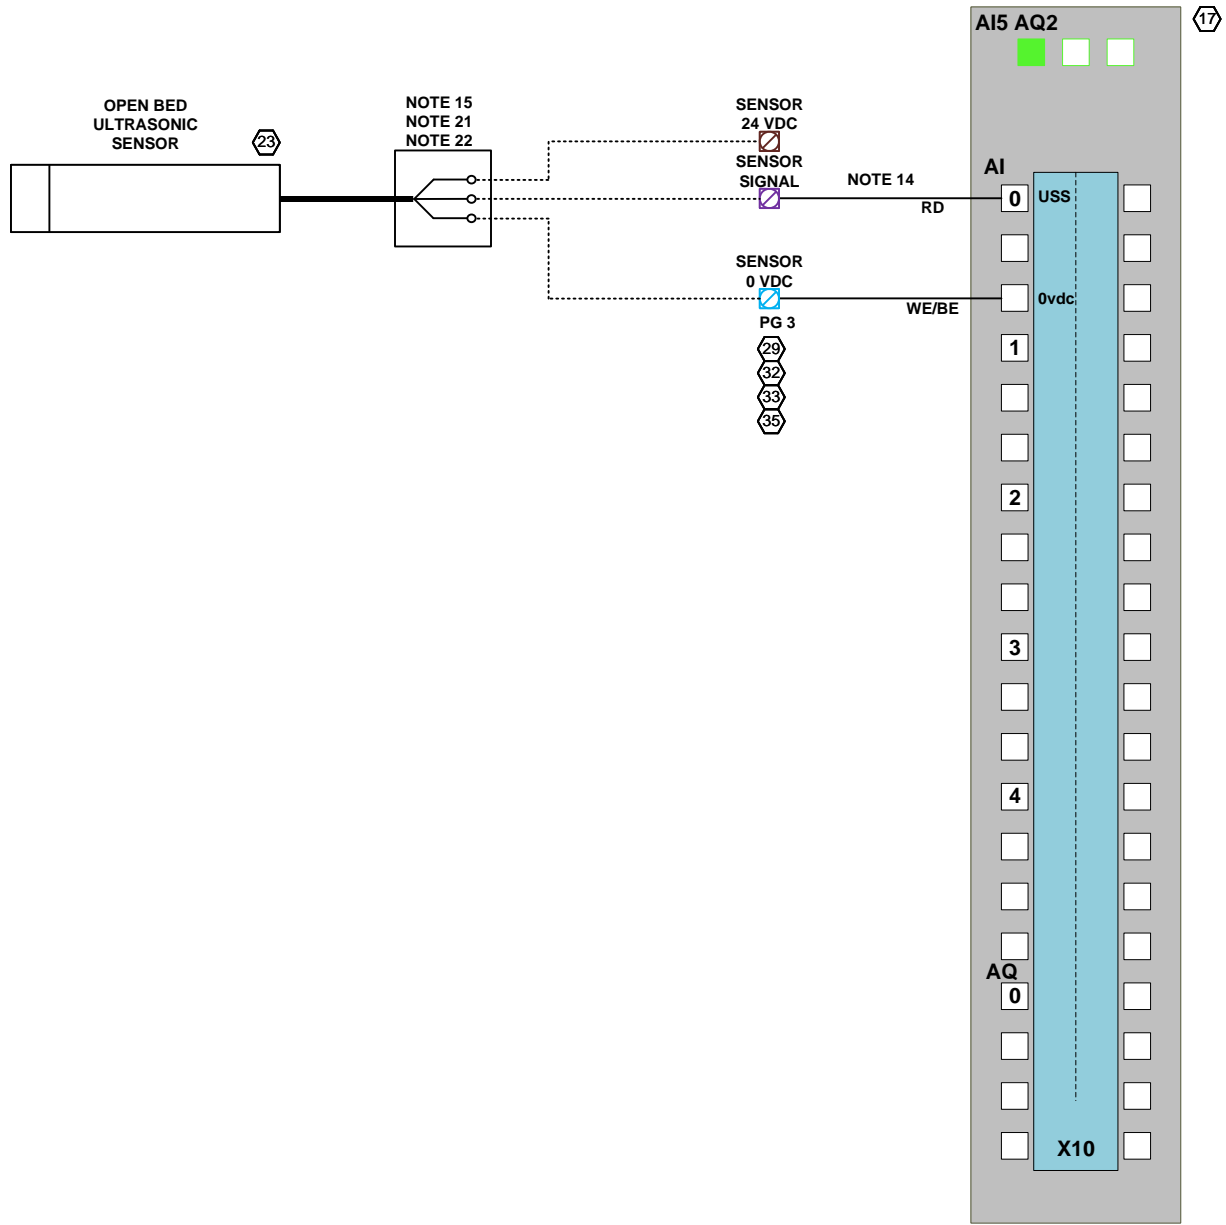 AI5 AQ2
17
OPEN BED
ULTRASONIC
SENSOR
23
NOTE 15
NOTE 21
NOTE 22
SENSOR
24 VDC
SENSOR
SIGNAL
NOTE 14
RD
SENSOR
0 VDC
WE/BE
PG 3
29
32
33
35
AI
0
USS
0vdc
1
2
3
4
AQ
0
X10